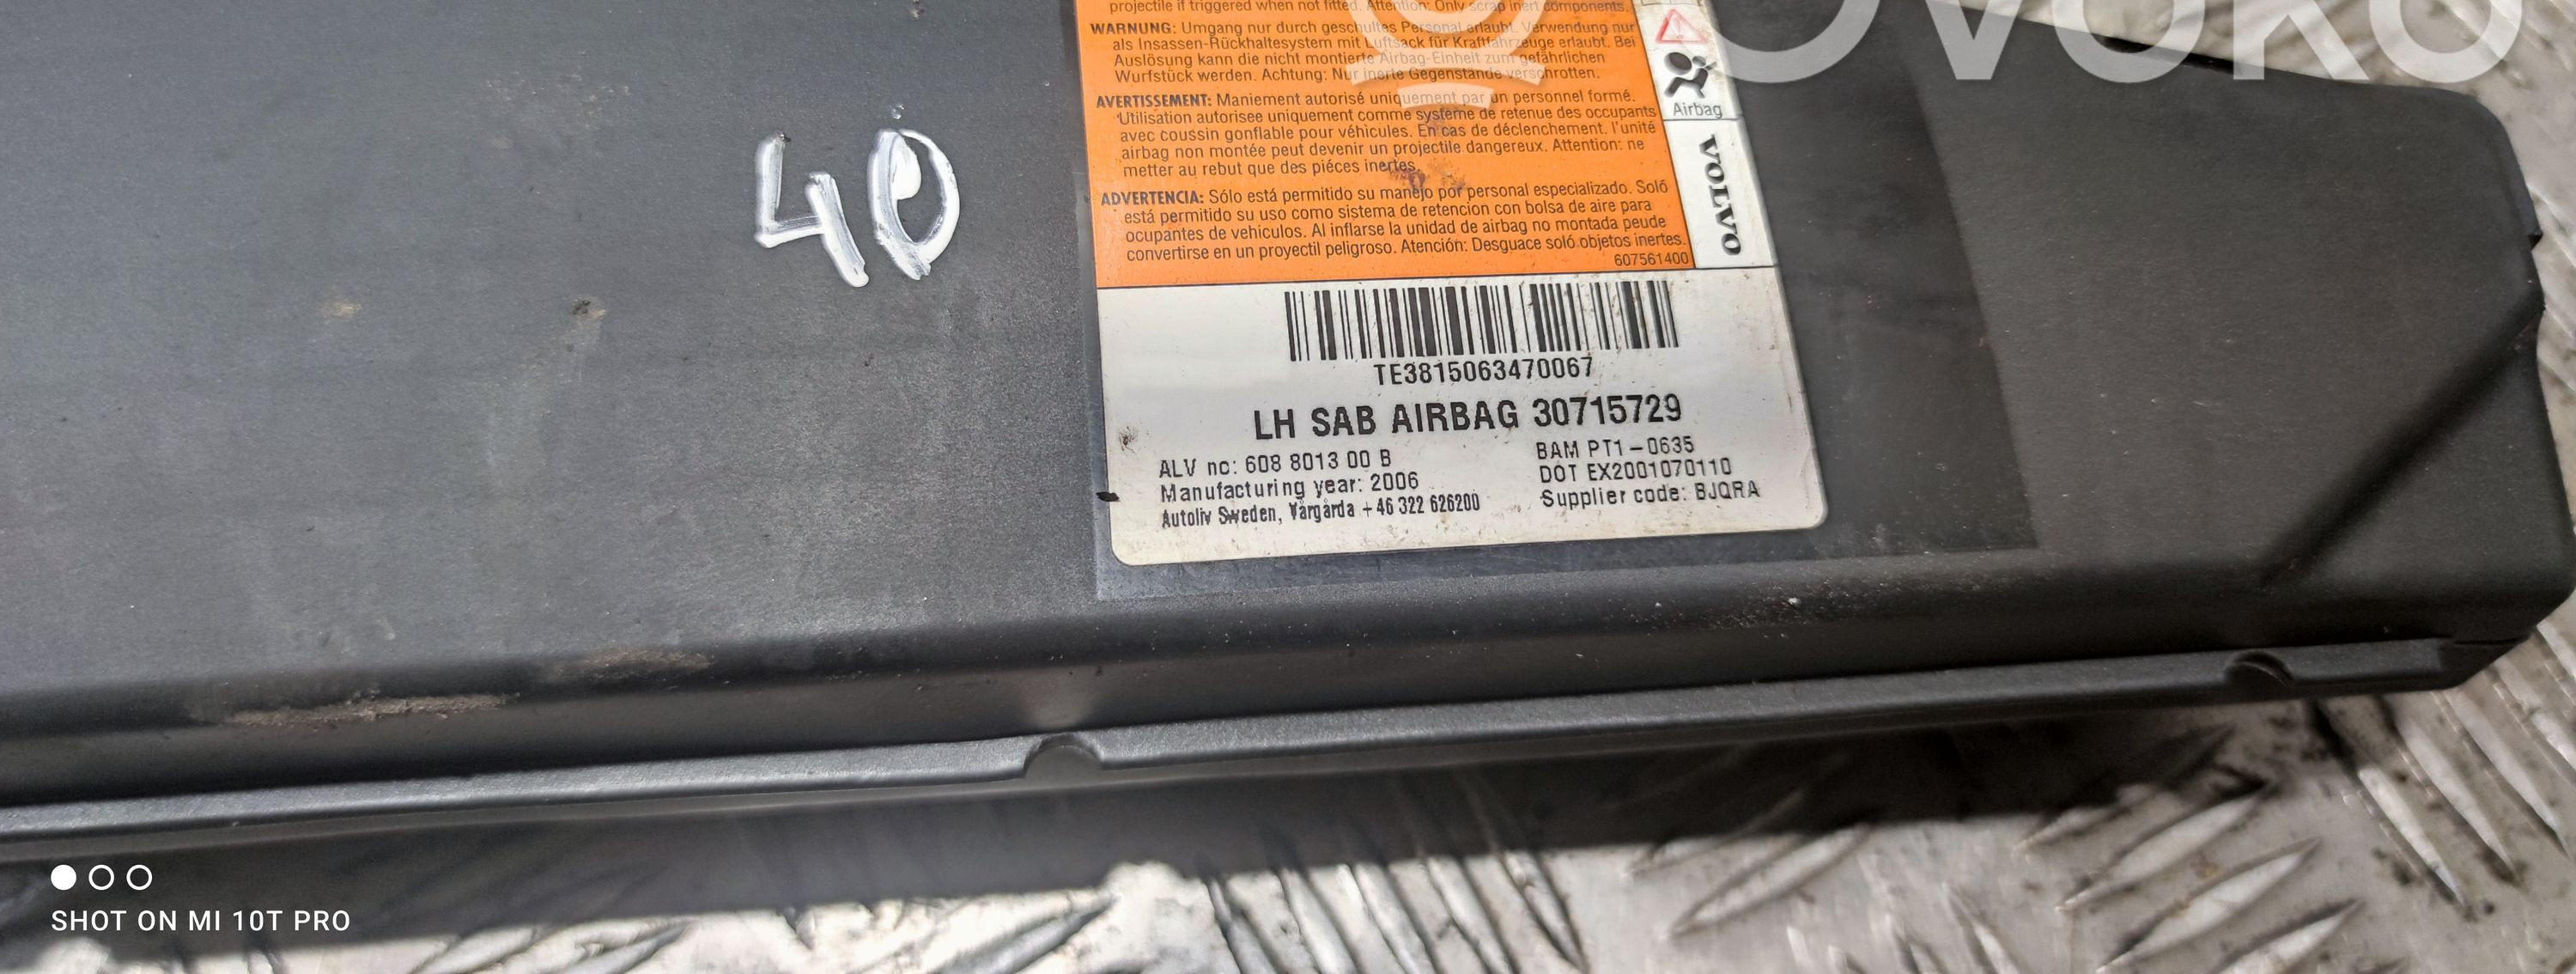 projectile if triggered when not fitted. Attention: Only scrap inert components.
WARNUNG: Umgang nur durch geschultes Personal erlaubt. Verwendung nur
als Insassen-Rückhaltesystem mit Luftsack für Kraftfahrzeuge erlaubt. Bei
Auslösung kann die nicht montierte Airbag-Einheit zum gefährlichen
Wurfstück werden. Achtung: Nur inerte Gegenstände verschrotten.
AVERTISSEMENT: Maniement autorisé uniquement par un personnel formé.
Utilisation autorisee uniquement comme système de retenue des occupants
avec coussin gonflable pour véhicules. En cas de déclenchement. l'unité
airbag non montée peut devenir un projectile dangereux. Attention: ne
metter au rebut que des piéces inertes.
ADVERTENCIA: Sólo está permitido su manejo por personal especializado. Soló
está permitido su uso como sistema de retencion con bolsa de aire para
ocupantes de vehiculos. Al inflarse la unidad de airbag no montada peude
convertirse en un proyectil peligroso. Atención: Desguace soló objetos inertes.
607561400
Airbag
VOLVO
OVOKO
40
TE3815063470067
LH SAB AIRBAG 30715729
ALV no: 608 8013 00 B
Manufacturing year: 2006
Autoliv Sweden, Vårgårda +46 322 626200
BAM PT1-0635
DOT EX2001070110
Supplier code: BJQRA
SHOT ON MI 10T PRO